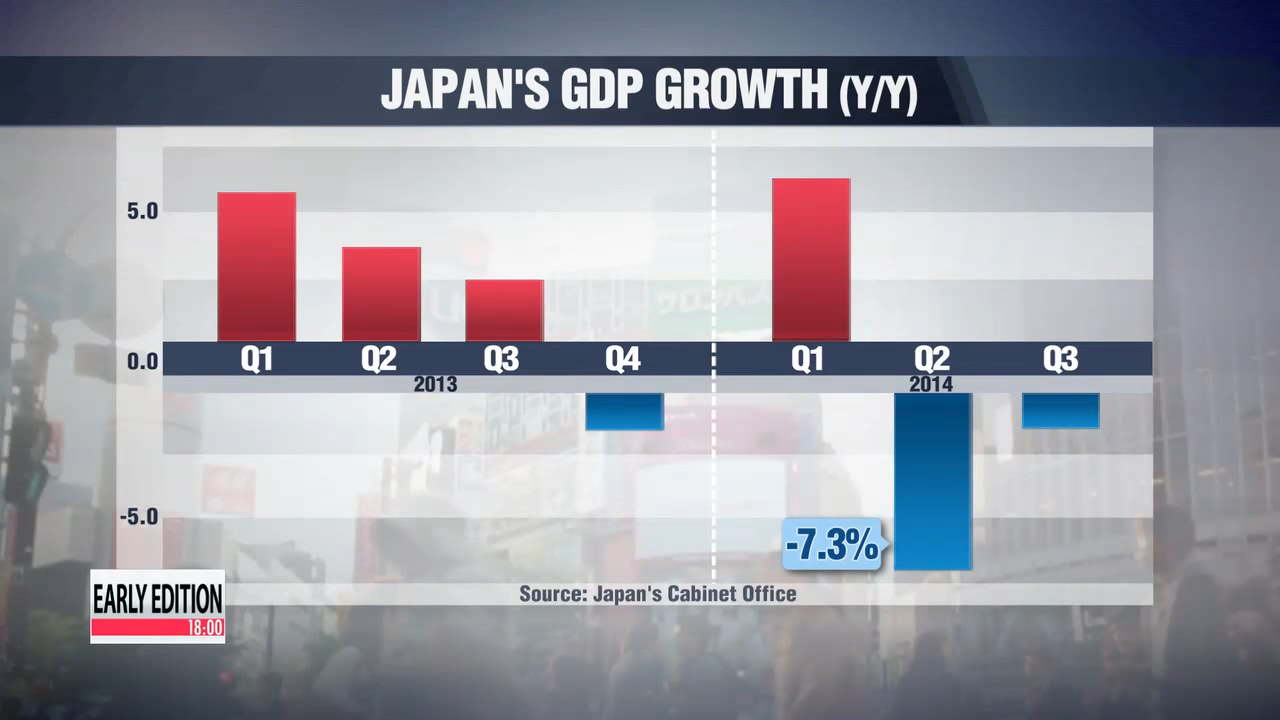 JAPAN'S GDP GROWTH (Y/Y)
5.0
0.0
Q1 Q2 Q3 Q4 Q1 Q2 Q3
2013 2014
-5.0
-7.3%
Source: Japan's Cabinet Office
EARLY EDITION
18:00